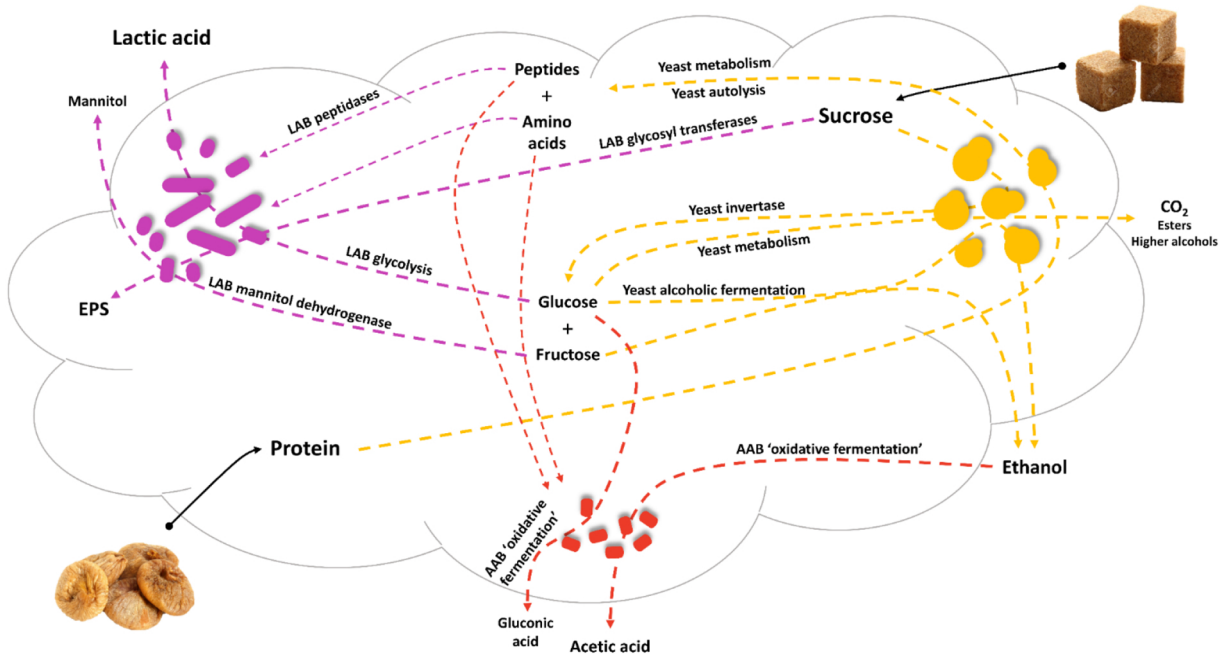 Lactic acid
Mannitol
LAB peptidases
Peptides
+
Amino
acids
Yeast metabolism
Yeast autolysis
LAB glycosyl transferases
Sucrose
Yeast invertase
Yeast metabolism
CO2
Esters
Higher alcohols
LAB glycolysis
LAB mannitol dehydrogenase
EPS
Glucose
+
Fructose
Yeast alcoholic fermentation
Protein
AAB ‘oxidative fermentation’
Ethanol
AAB ‘oxidative
fermentation’
Gluconic
acid
Acetic acid